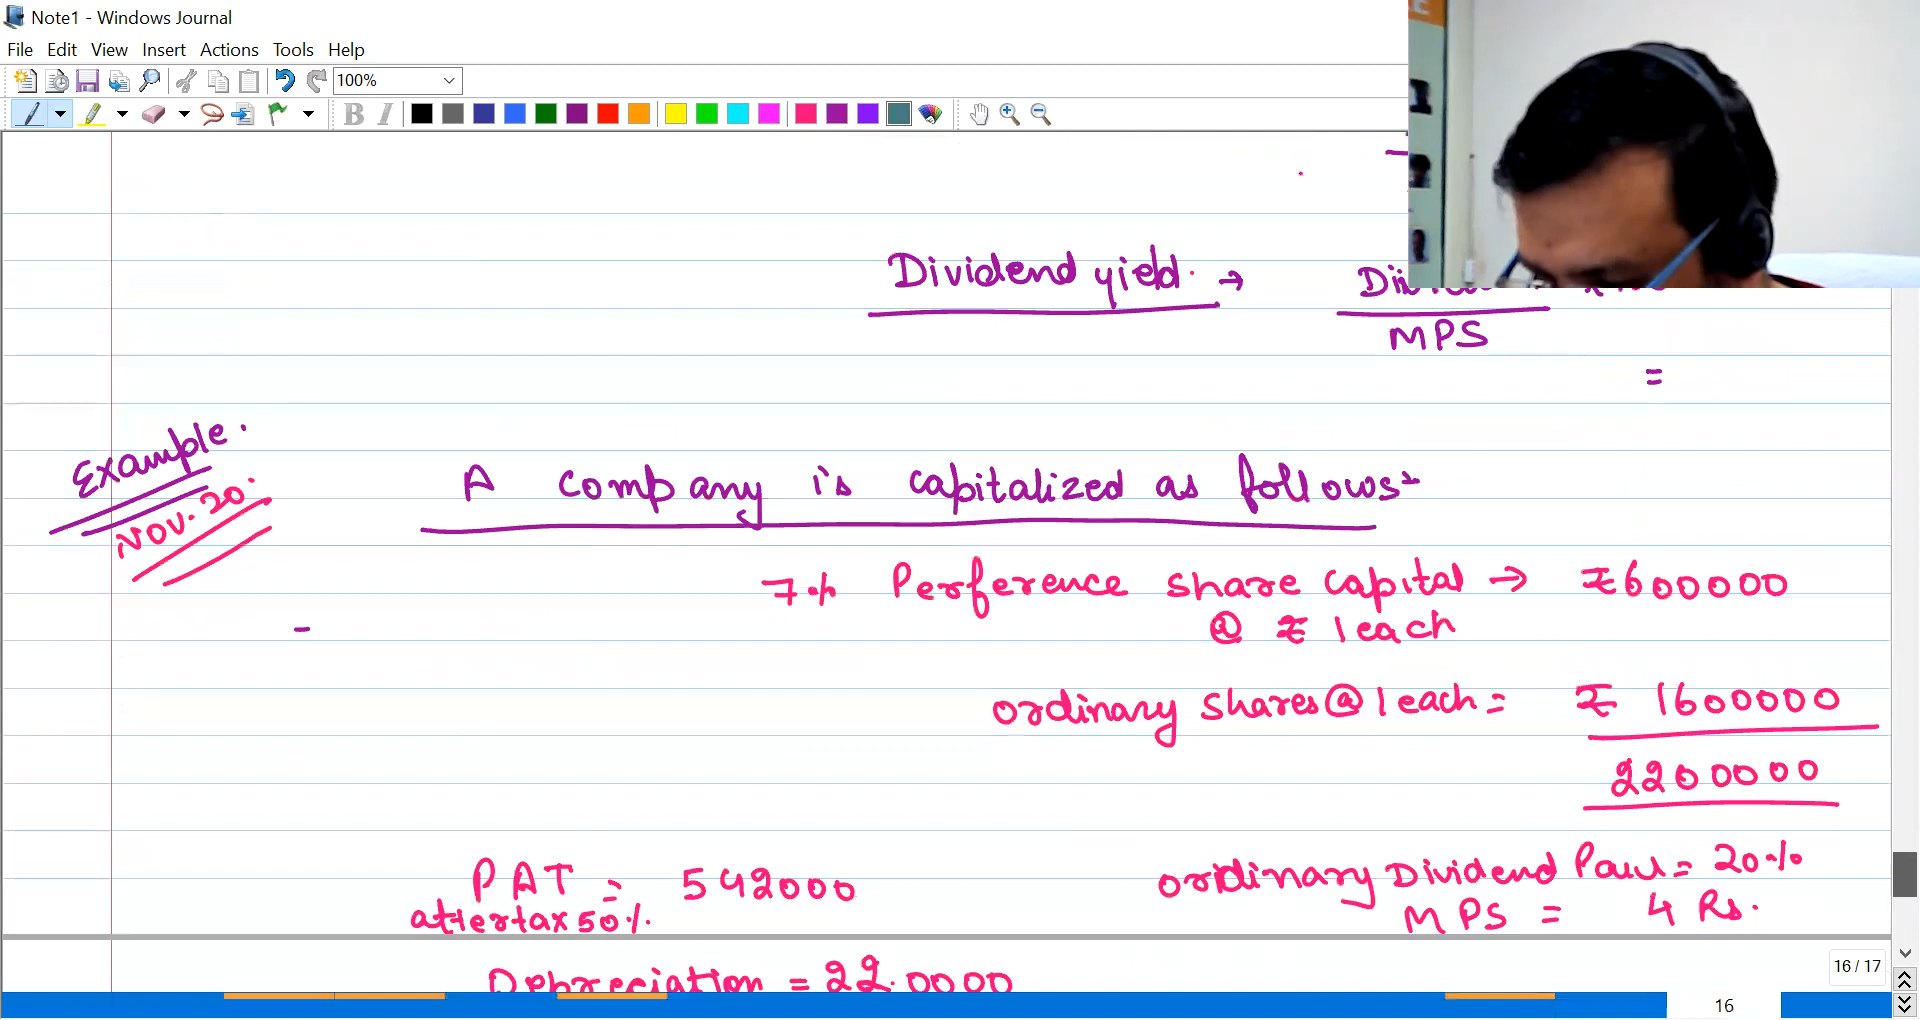 Note1 - Windows Journal
File Edit View Insert Actions Tools Help
100%
B I
Dividend yield. →
MPS
=
Example.
Nov. 20.
A company is capitalized as follows
7% Perference share capital → ₹600000
@ ₹ 1 each
ordinary shares @ 1 each = ₹ 1600000
2200000
PAT = 542000
after tax 50%.
ordinary Dividend Paid = 20%
MPS = 4 Rs.
Depreciation = 22.0000
16 / 17
16